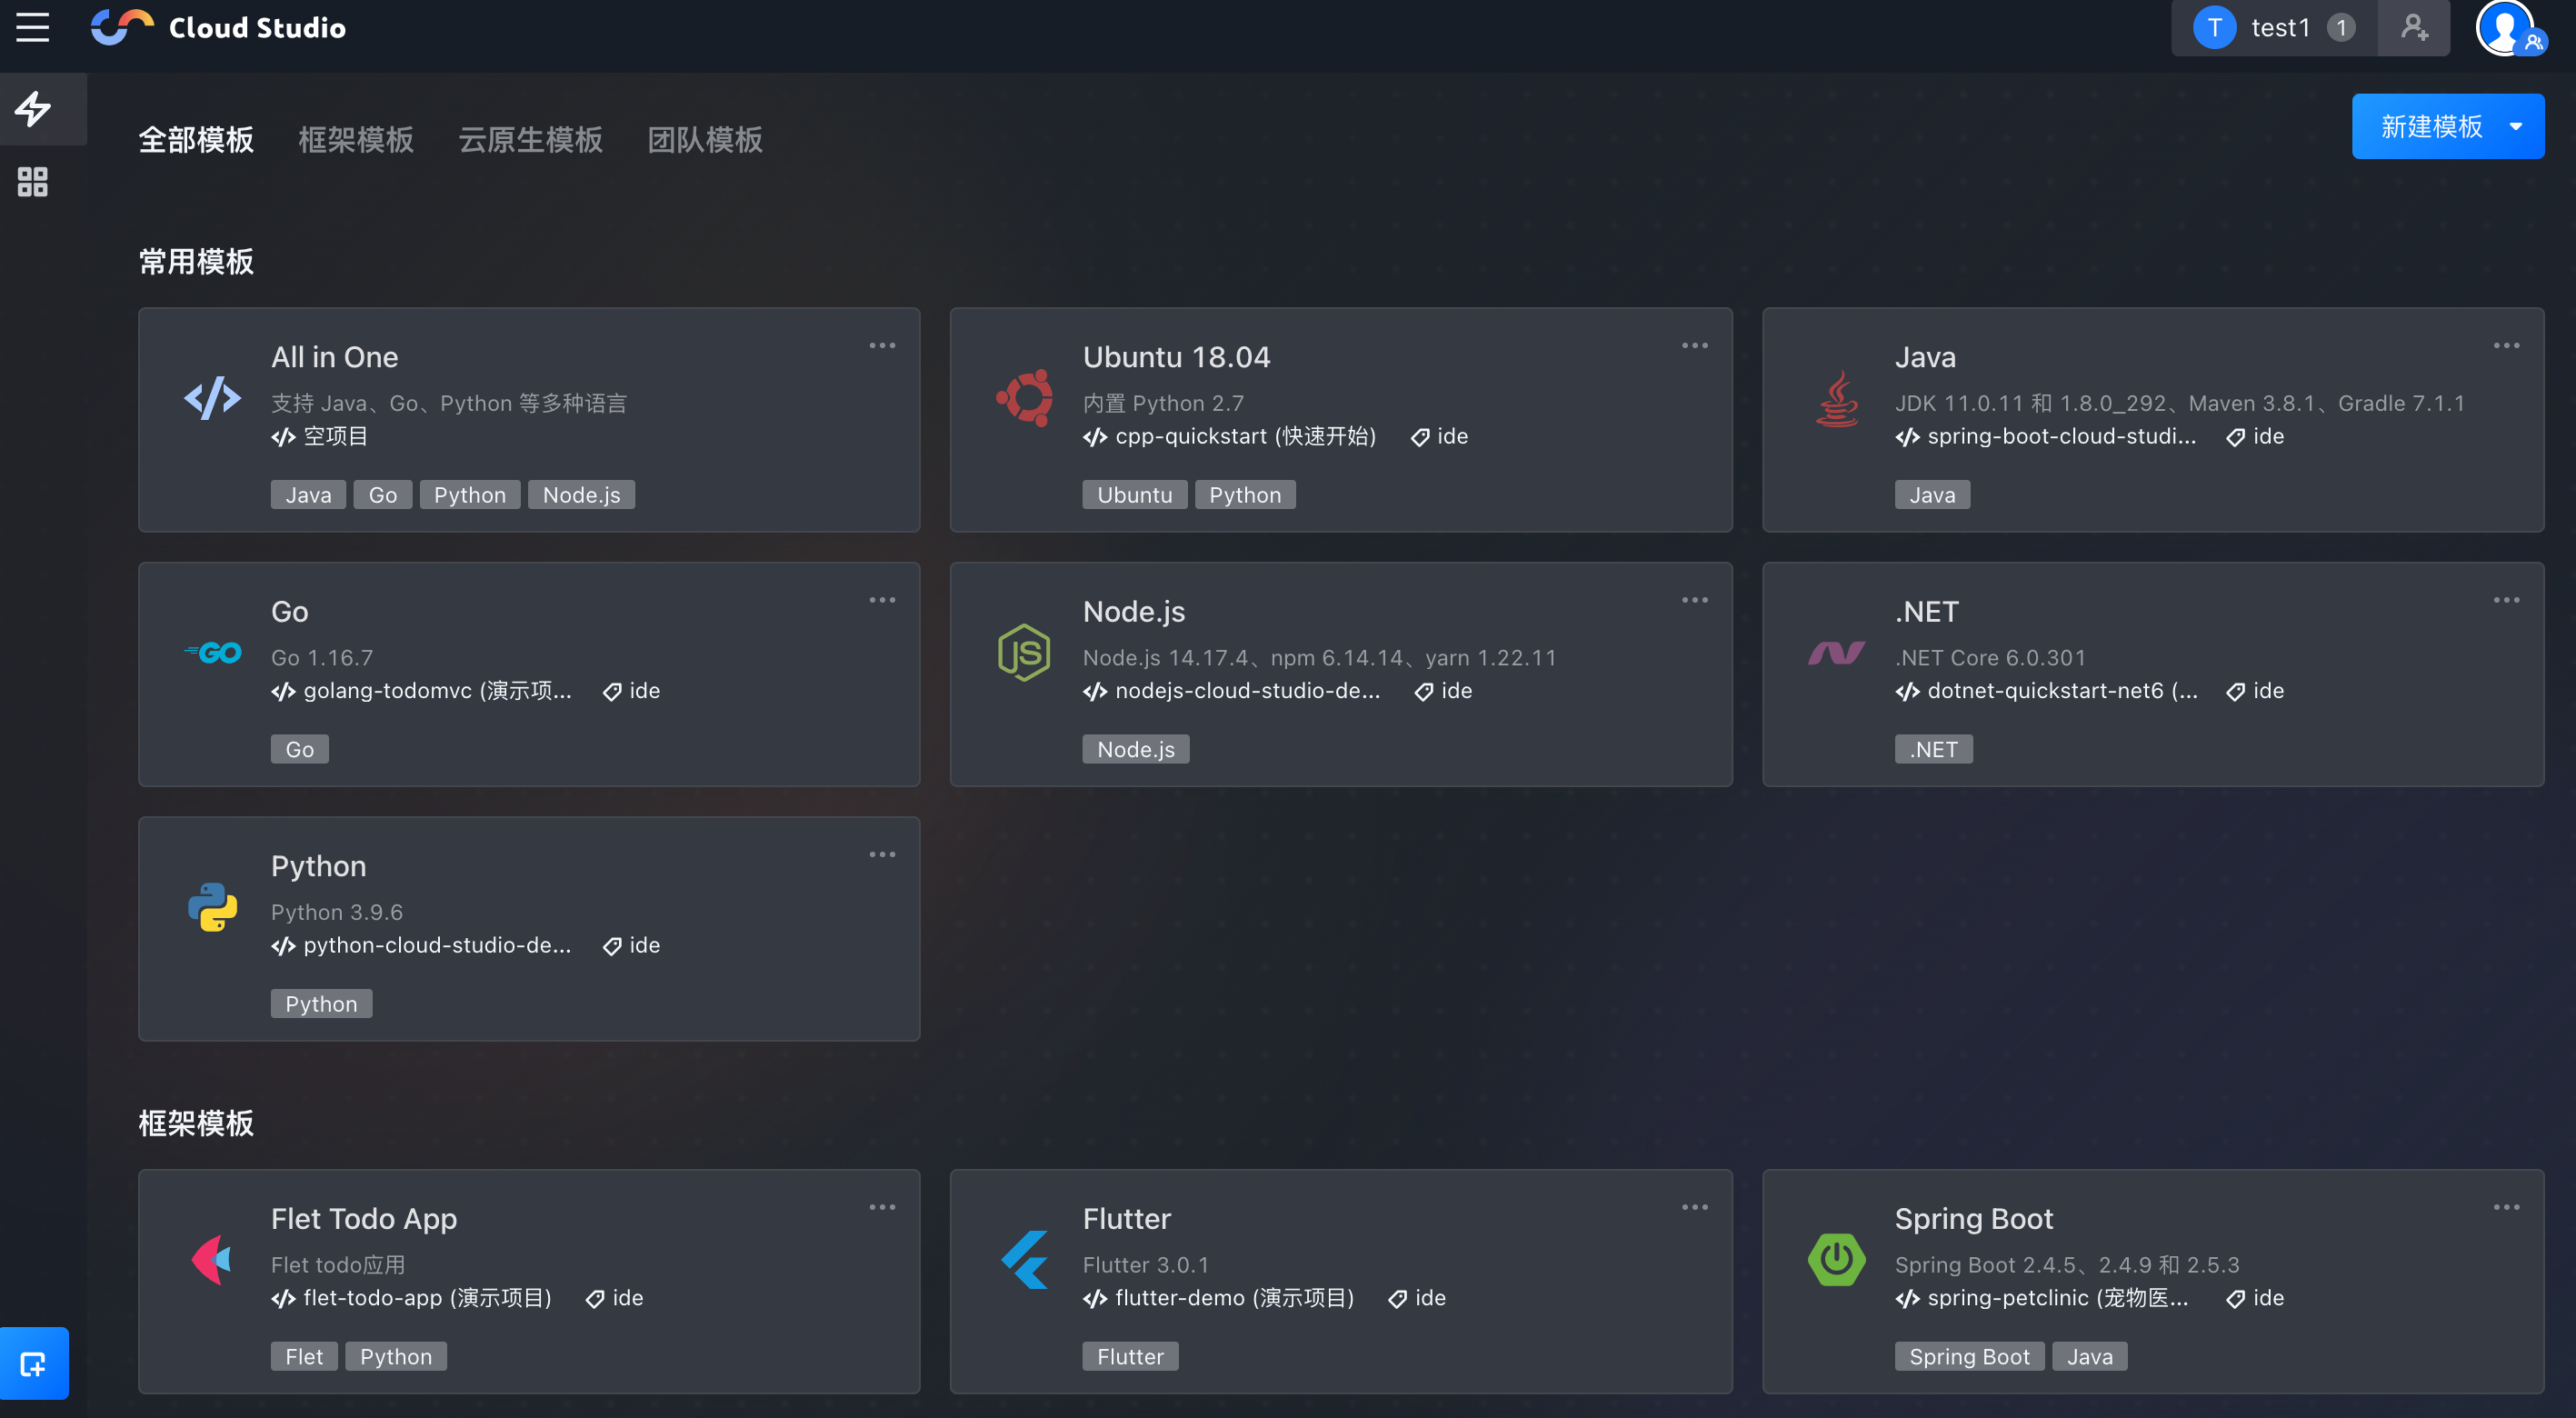 Cloud Studio
T test1 1
全部模板 框架模板 云原生模板 团队模板 新建模板
常用模板
All in One
支持 Java、Go、Python 等多种语言
空项目
Java Go Python Node.js
Ubuntu 18.04
内置 Python 2.7
cpp-quickstart (快速开始) ide
Ubuntu Python
Java
JDK 11.0.11 和 1.8.0_292、Maven 3.8.1、Gradle 7.1.1
spring-boot-cloud-studi... ide
Java
GO
Go
Go 1.16.7
golang-todomvc (演示项... ide
Go
JS
Node.js
Node.js 14.17.4、npm 6.14.14、yarn 1.22.11
nodejs-cloud-studio-de... ide
Node.js
.NET
.NET Core 6.0.301
dotnet-quickstart-net6 (... ide
.NET
Python
Python 3.9.6
python-cloud-studio-de... ide
Python
框架模板
Flet Todo App
Flet todo应用
flet-todo-app (演示项目) ide
Flet Python
Flutter
Flutter 3.0.1
flutter-demo (演示项目) ide
Flutter
Spring Boot
Spring Boot 2.4.5、2.4.9 和 2.5.3
spring-petclinic (宠物医... ide
Spring Boot Java